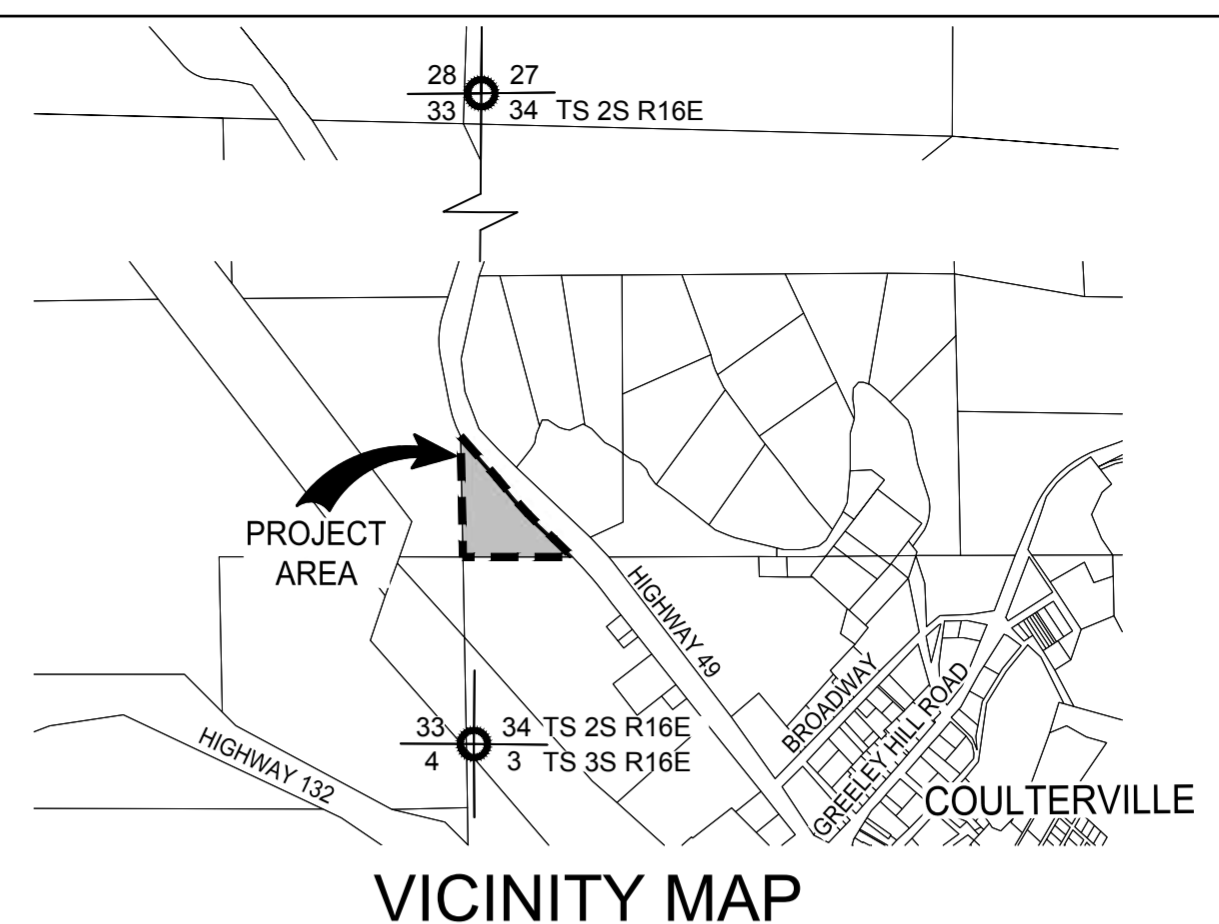 28 27
33 34 TS 2S R16E
PROJECT
AREA
HIGHWAY 49
BROADWAY
GREELEY HILL ROAD
33 34 TS 2S R16E
4 3 TS 3S R16E
HIGHWAY 132
COULTERVILLE
VICINITY MAP